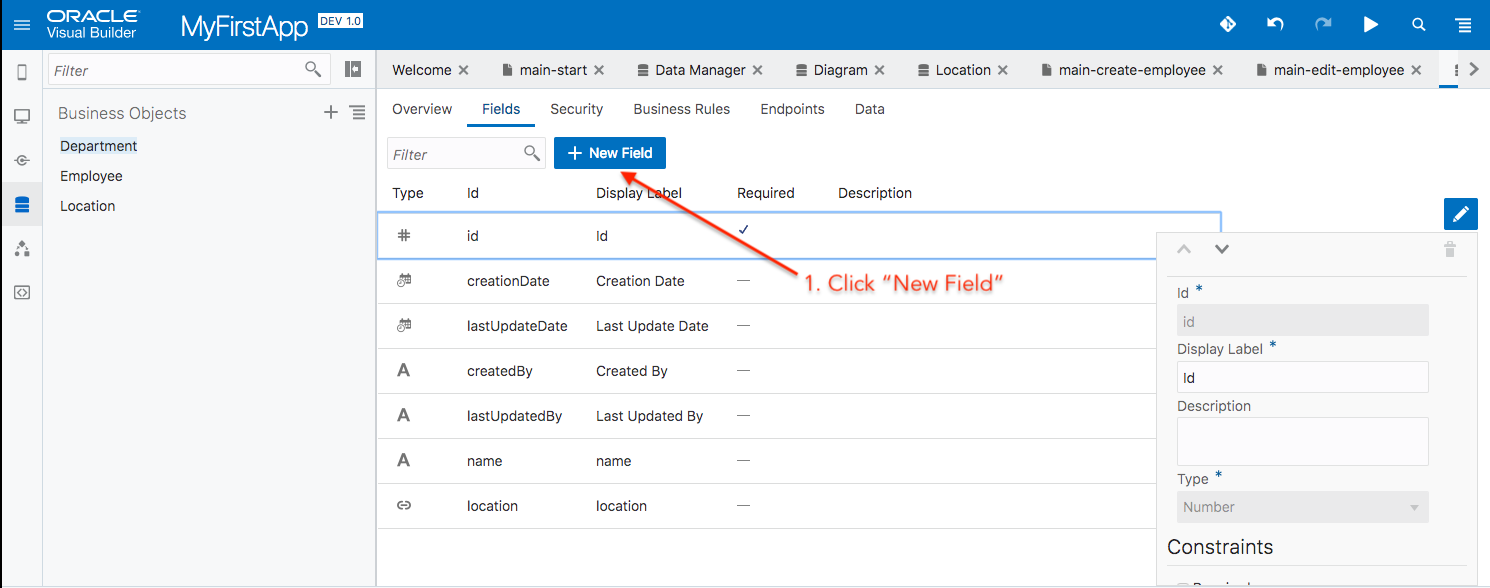 ORACLE
Visual Builder
MyFirstApp DEV 1.0
Filter
Business Objects
Department
Employee
Location
Welcome main-start Data Manager Diagram Location main-create-employee main-edit-employee
Overview Fields Security Business Rules Endpoints Data
Filter
New Field
Type Id Display Label Required Description
id Id
creationDate Creation Date
lastUpdateDate Last Update Date
A createdBy Created By
A lastUpdatedBy Last Updated By
A name name
location location
1. Click “New Field”
Id *
id
Display Label *
Id
Description
Type *
Number
Constraints